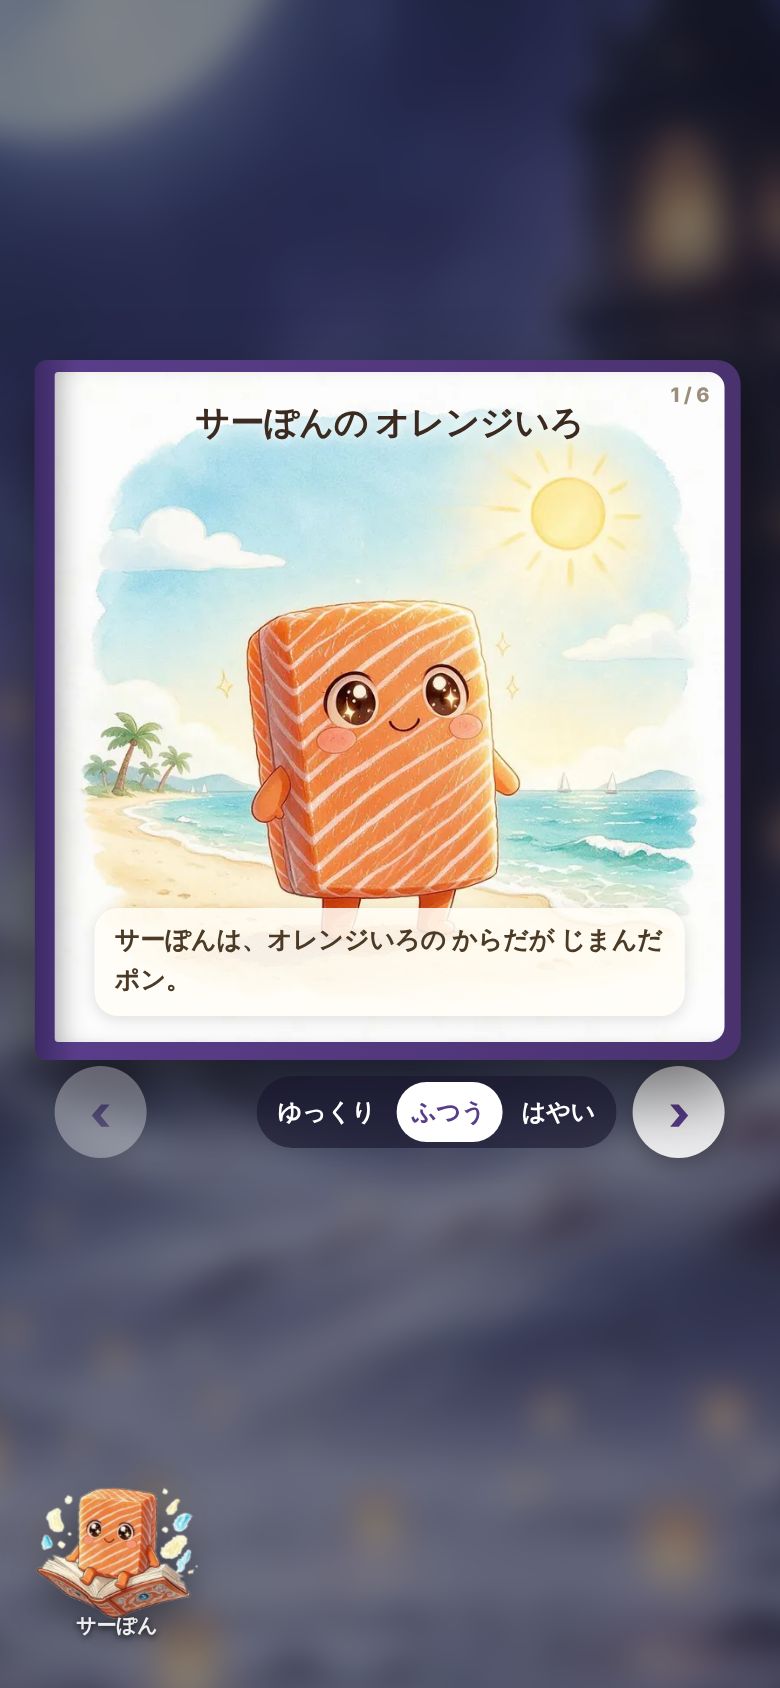 1 / 6
サーぽんの オレンジいろ
サーぽんは、オレンジいろの からだが じまんだ
ポン。
ゆっくり
ふつう
はやい
サーぽん